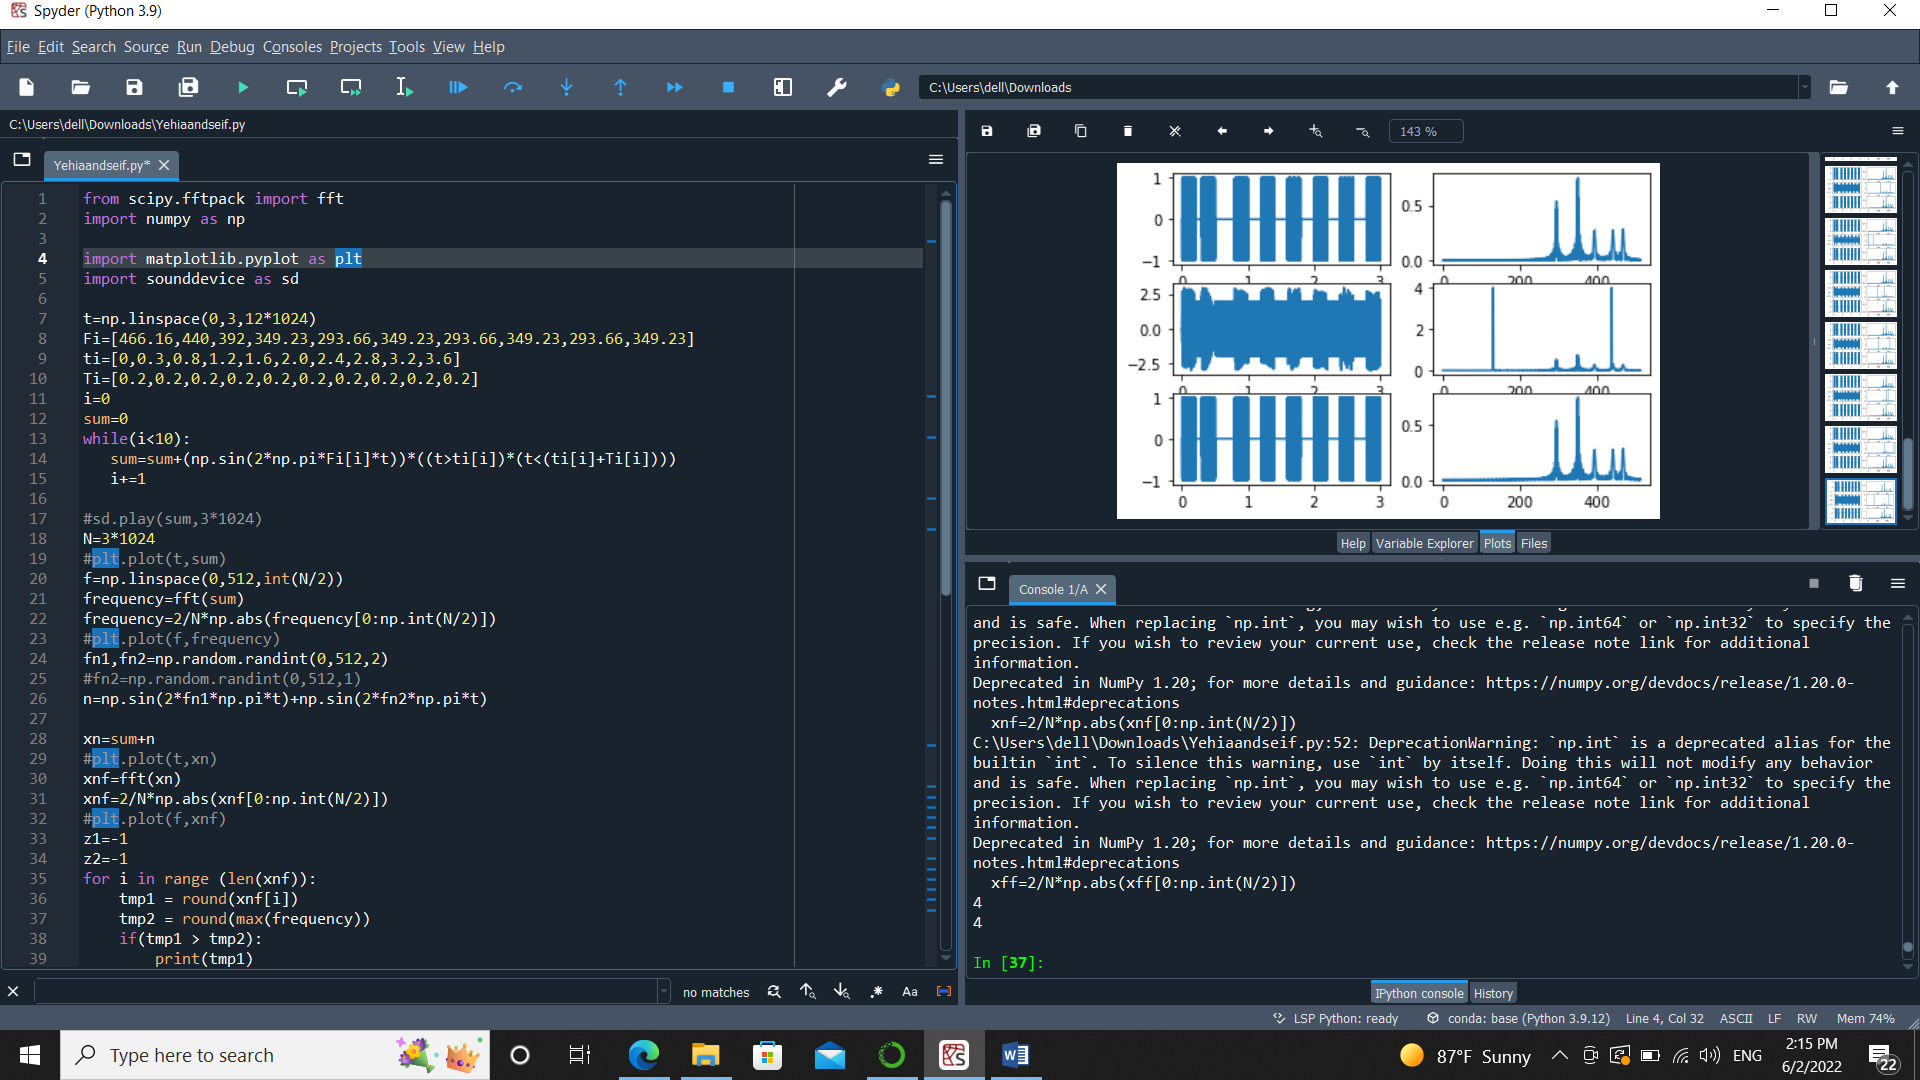 Spyder (Python 3.9)
File Edit Search Source Run Debug Consoles Projects Tools View Help
C:\Users\dell\Downloads
C:\Users\dell\Downloads\Yehiaandseif.py
Yehiaandseif.py*
1 from scipy.fftpack import fft
2 import numpy as np
3
4 import matplotlib.pyplot as plt
5 import sounddevice as sd
6
7 t=np.linspace(0,3,12*1024)
8 Fi=[466.16,440,392,349.23,293.66,349.23,293.66,349.23,293.66,349.23]
9 ti=[0,0.3,0.8,1.2,1.6,2.0,2.4,2.8,3.2,3.6]
10 Ti=[0.2,0.2,0.2,0.2,0.2,0.2,0.2,0.2,0.2,0.2]
11 i=0
12 sum=0
13 while(i<10):
14 sum=sum+(np.sin(2*np.pi*Fi[i]*t))*((t>ti[i])*(t<(ti[i]+Ti[i])))
15 i+=1
16
17 #sd.play(sum,3*1024)
18 N=3*1024
19 #plt.plot(t,sum)
20 f=np.linspace(0,512,int(N/2))
21 frequency=fft(sum)
22 frequency=2/N*np.abs(frequency[0:np.int(N/2)])
23 #plt.plot(f,frequency)
24 fn1,fn2=np.random.randint(0,512,2)
25 #fn2=np.random.randint(0,512,1)
26 n=np.sin(2*fn1*np.pi*t)+np.sin(2*fn2*np.pi*t)
27
28 xn=sum+n
29 #plt.plot(t,xn)
30 xnf=fft(xn)
31 xnf=2/N*np.abs(xnf[0:np.int(N/2)])
32 #plt.plot(f,xnf)
33 z1=-1
34 z2=-1
35 for i in range (len(xnf)):
36 tmp1 = round(xnf[i])
37 tmp2 = round(max(frequency))
38 if(tmp1 > tmp2):
39 print(tmp1)
no matches
Aa
143 %
1
0
−1
0 1 2 3
0.5
0.0
0 200 400
2.5
0.0
−2.5
0 1 2 3
4
2
0
0 200 400
1
0
−1
0 1 2 3
0.5
0.0
0 200 400
Help Variable Explorer Plots Files
Console 1/A
and is safe. When replacing `np.int`, you may wish to use e.g. `np.int64` or `np.int32` to specify the
precision. If you wish to review your current use, check the release note link for additional
information.
Deprecated in NumPy 1.20; for more details and guidance: https://numpy.org/devdocs/release/1.20.0-
notes.html#deprecations
xnf=2/N*np.abs(xnf[0:np.int(N/2)])
C:\Users\dell\Downloads\Yehiaandseif.py:52: DeprecationWarning: `np.int` is a deprecated alias for the
builtin `int`. To silence this warning, use `int` by itself. Doing this will not modify any behavior
and is safe. When replacing `np.int`, you may wish to use e.g. `np.int64` or `np.int32` to specify the
precision. If you wish to review your current use, check the release note link for additional
information.
Deprecated in NumPy 1.20; for more details and guidance: https://numpy.org/devdocs/release/1.20.0-
notes.html#deprecations
xff=2/N*np.abs(xff[0:np.int(N/2)])
4
4
In [37]:
IPython console History
LSP Python: ready conda: base (Python 3.9.12) Line 4, Col 32 ASCII LF RW Mem 74%
Type here to search
87°F Sunny
ENG
2:15 PM
6/2/2022
22